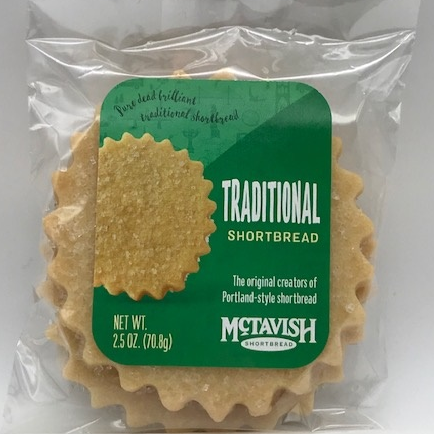 Pure dead brilliant
traditional shortbread
TRADITIONAL
SHORTBREAD
The original creators of
Portland-style shortbread
NET WT.
2.5 OZ. (70.8g)
McTAVISH
SHORTBREAD